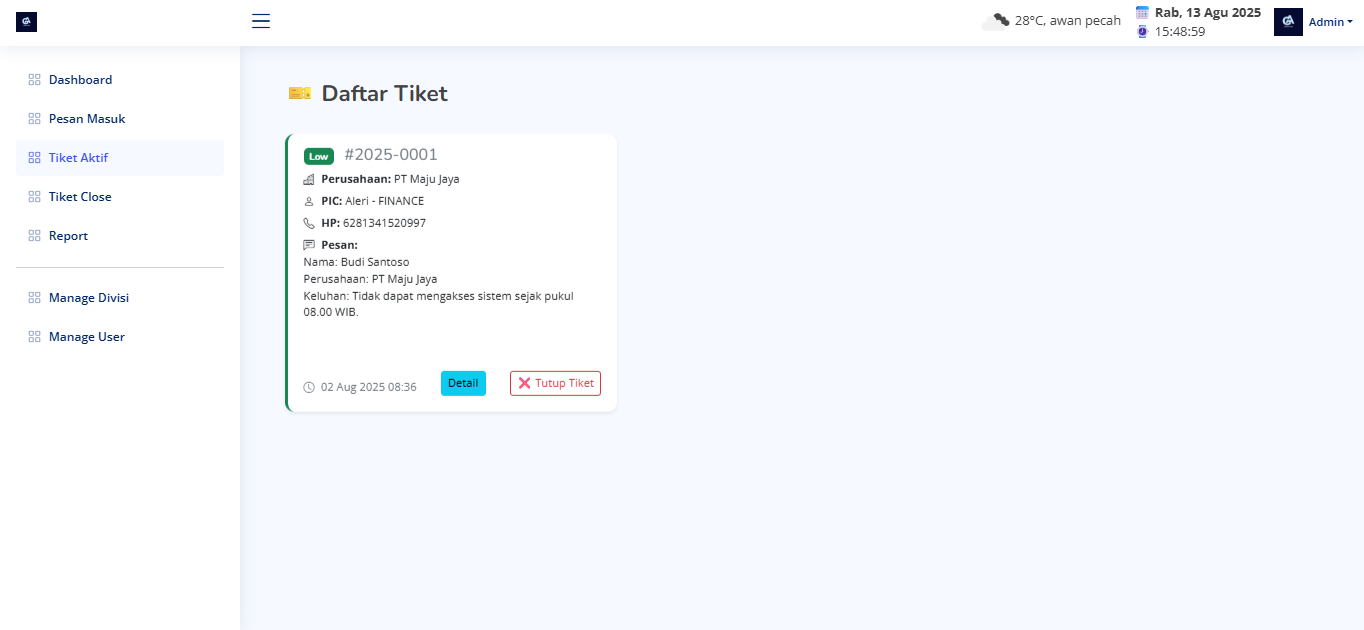 28°C, awan pecah
Rab, 13 Agu 2025
15:48:59
Admin
Dashboard
Pesan Masuk
Tiket Aktif
Tiket Close
Report
Manage Divisi
Manage User
Daftar Tiket
Low #2025-0001
Perusahaan: PT Maju Jaya
PIC: Aleri - FINANCE
HP: 6281341520997
Pesan:
Nama: Budi Santoso
Perusahaan: PT Maju Jaya
Keluhan: Tidak dapat mengakses sistem sejak pukul
08.00 WIB.
02 Aug 2025 08:36 Detail Tutup Tiket